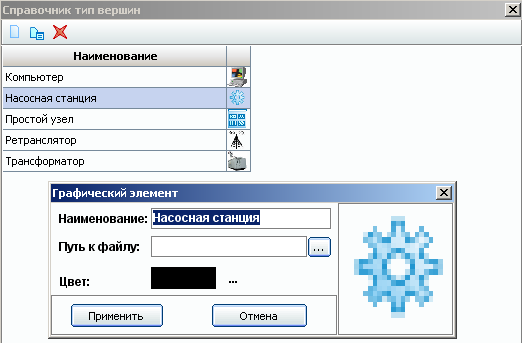 Справочник тип вершин
Наименование
Компьютер
Насосная станция
Простой узел
Ретранслятор
Трансформатор
Графический элемент
Наименование: Насосная станция
Путь к файлу: ...
Цвет: ...
Применить Отмена